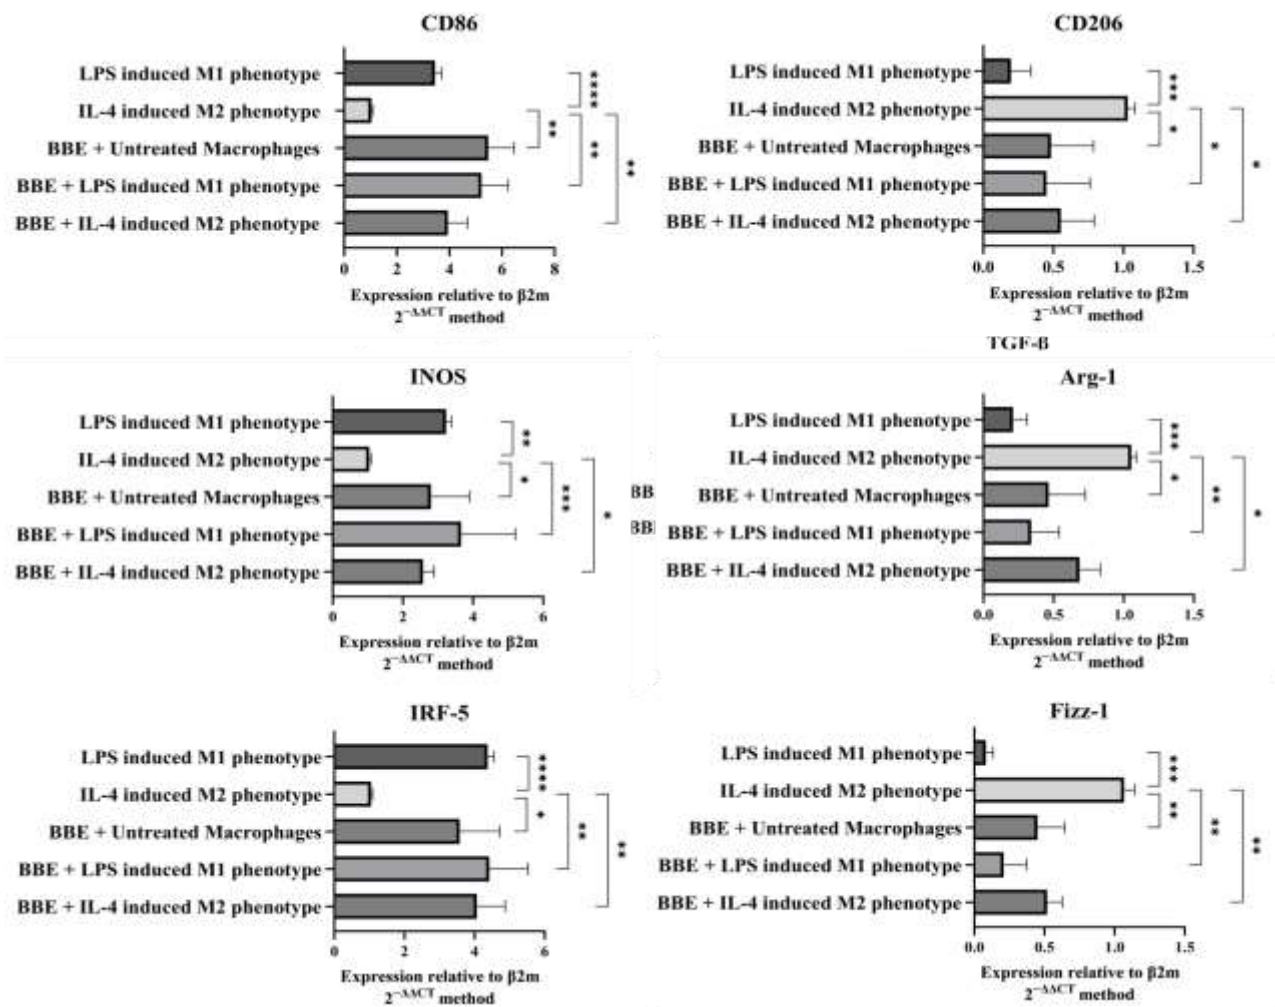 CD86
LPS induced M1 phenotype
****
IL-4 induced M2 phenotype
**
BBE + Untreated Macrophages
**
**
BBE + LPS induced M1 phenotype
BBE + IL-4 induced M2 phenotype
0 2 4 6 8
Expression relative to β2m
2^−ΔΔCT method
CD206
LPS induced M1 phenotype
***
IL-4 induced M2 phenotype
*
BBE + Untreated Macrophages
*
*
BBE + LPS induced M1 phenotype
BBE + IL-4 induced M2 phenotype
0.0 0.5 1.0 1.5
Expression relative to β2m
2^−ΔΔCT method
TGF-β
INOS
LPS induced M1 phenotype
**
IL-4 induced M2 phenotype
*
BBE + Untreated Macrophages
***
*
BBE + LPS induced M1 phenotype
BBE + IL-4 induced M2 phenotype
0 2 4 6
Expression relative to β2m
2^−ΔΔCT method
BB
BB
Arg-1
LPS induced M1 phenotype
***
IL-4 induced M2 phenotype
*
BBE + Untreated Macrophages
**
*
BBE + LPS induced M1 phenotype
BBE + IL-4 induced M2 phenotype
0.0 0.5 1.0 1.5
Expression relative to β2m
2^−ΔΔCT method
IRF-5
LPS induced M1 phenotype
****
IL-4 induced M2 phenotype
*
BBE + Untreated Macrophages
**
**
BBE + LPS induced M1 phenotype
BBE + IL-4 induced M2 phenotype
0 2 4 6
Expression relative to β2m
2^−ΔΔCT method
Fizz-1
LPS induced M1 phenotype
***
IL-4 induced M2 phenotype
**
BBE + Untreated Macrophages
**
**
BBE + LPS induced M1 phenotype
BBE + IL-4 induced M2 phenotype
0.0 0.5 1.0 1.5
Expression relative to β2m
2^−ΔΔCT method